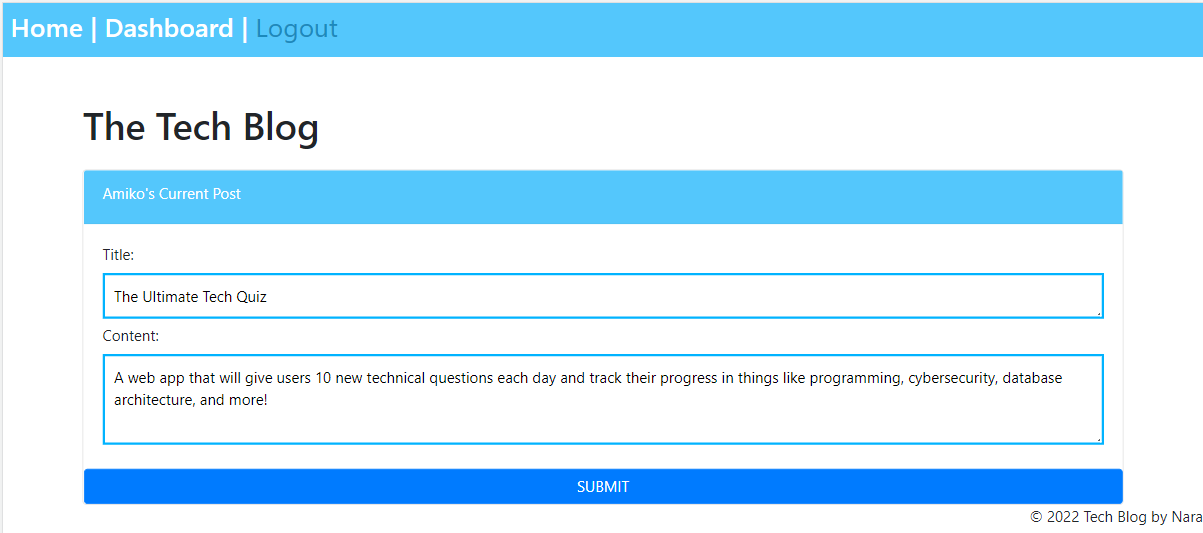 Home | Dashboard | Logout
The Tech Blog
Amiko's Current Post
Title:
The Ultimate Tech Quiz
Content:
A web app that will give users 10 new technical questions each day and track their progress in things like programming, cybersecurity, database
architecture, and more!
SUBMIT
© 2022 Tech Blog by Nara